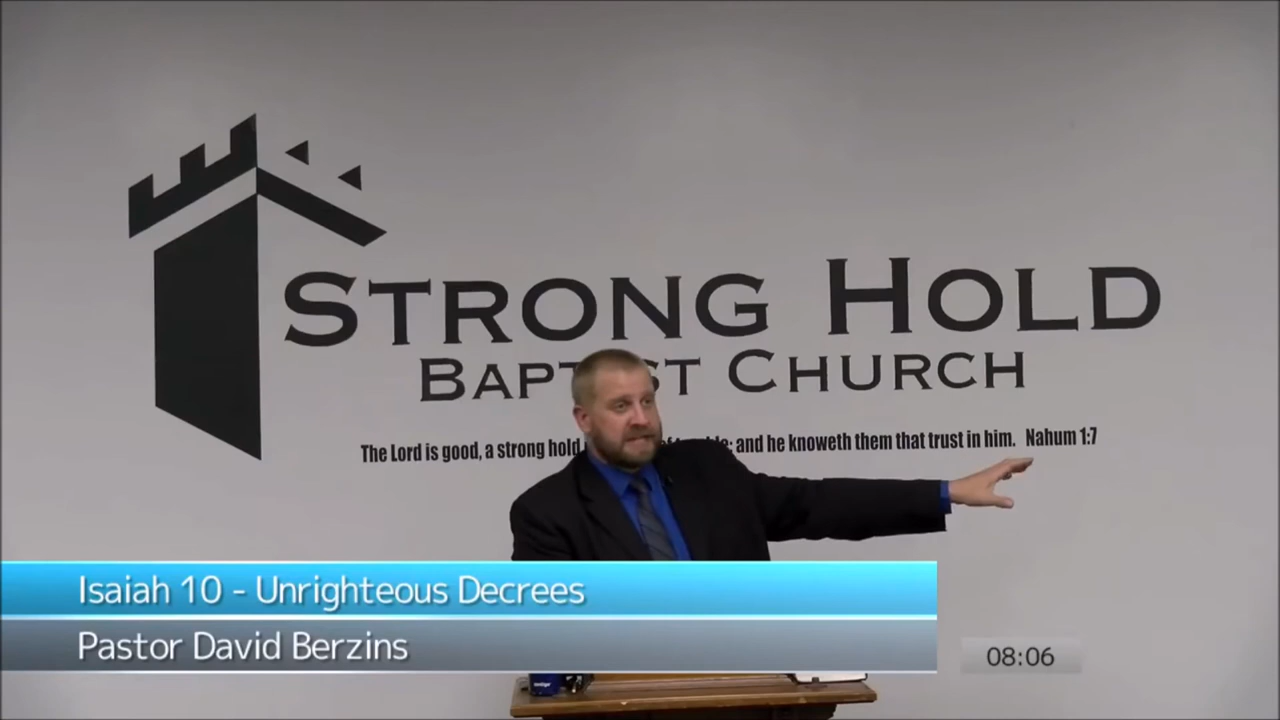 STRONG HOLD
BAPTIST CHURCH
The Lord is good, a strong hold ; and he knoweth them that trust in him. Nahum 1:7
Isaiah 10 - Unrighteous Decrees
Pastor David Berzins
08:06